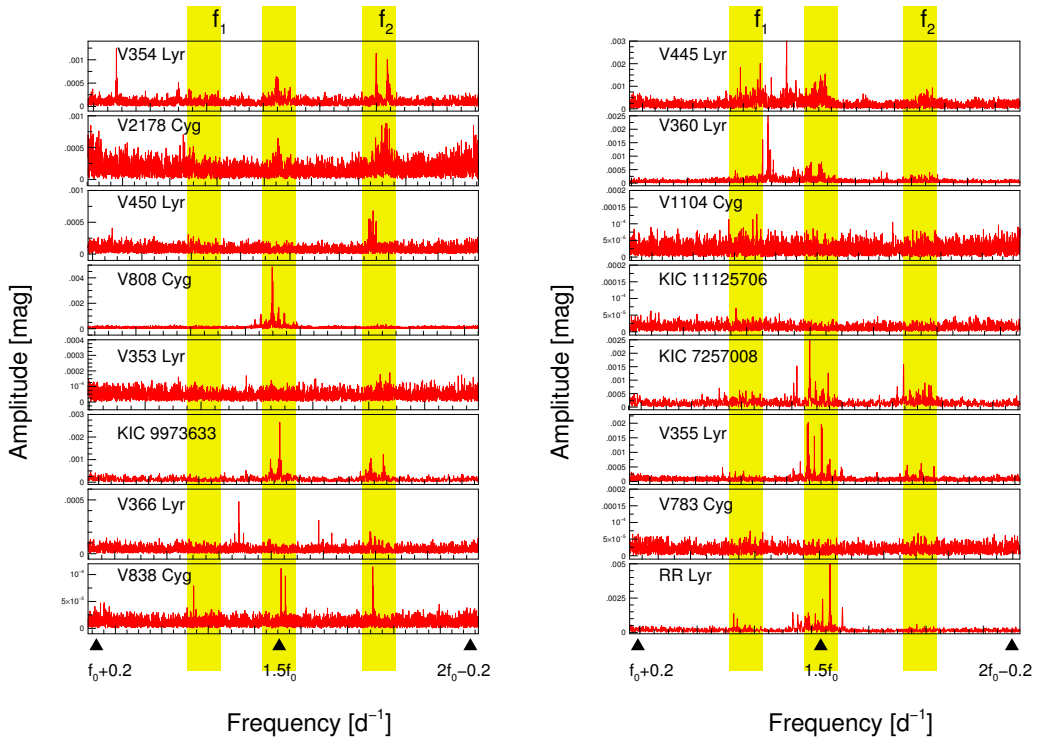 f₁ f₂
V354 Lyr
.001
.0005
0
V2178 Cyg
.001
.0005
0
V450 Lyr
.001
.0005
0
V808 Cyg
.004
.002
0
V353 Lyr
.0004
.0003
.0002
10⁻⁴
0
KIC 9973633
.003
.002
.001
0
V366 Lyr
.0005
0
V838 Cyg
10⁻⁴
5×10⁻⁵
0
f₀+0.2 1.5f₀ 2f₀−0.2
Frequency [d⁻¹]
Amplitude [mag]
f₁ f₂
V445 Lyr
.003
.002
.001
0
V360 Lyr
.0025
.002
.0015
.001
.0005
0
V1104 Cyg
.0002
.00015
10⁻⁴
5×10⁻⁵
0
KIC 11125706
.0002
.00015
10⁻⁴
5×10⁻⁵
0
KIC 7257008
.0025
.002
.0015
.001
.0005
0
V355 Lyr
.002
.0015
.001
.0005
0
V783 Cyg
.0002
.00015
10⁻⁴
5×10⁻⁵
0
RR Lyr
.005
.0025
0
f₀+0.2 1.5f₀ 2f₀−0.2
Frequency [d⁻¹]
Amplitude [mag]